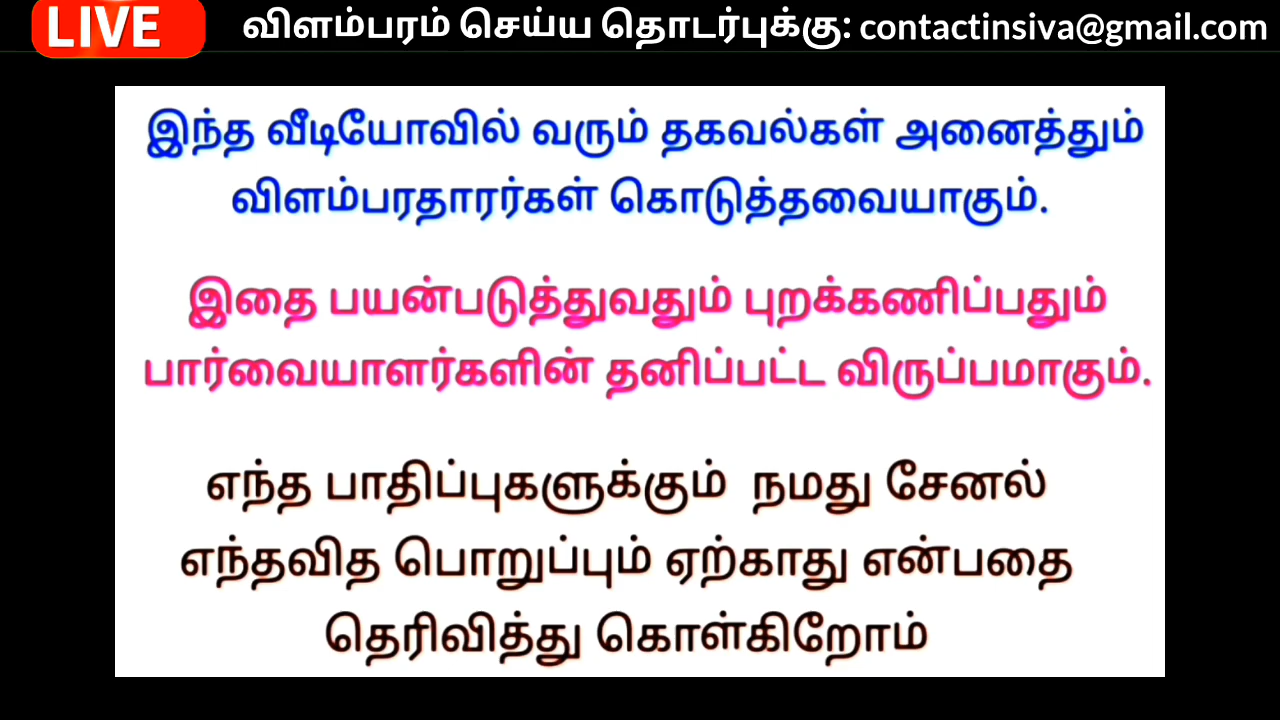 LIVE
விளம்பரம் செய்ய தொடர்புக்கு: contactinsiva@gmail.com
இந்த வீடியோவில் வரும் தகவல்கள் அனைத்தும்
விளம்பரதாரர்கள் கொடுத்தவையாகும்.
இதை பயன்படுத்துவதும் புறக்கணிப்பதும்
பார்வையாளர்களின் தனிப்பட்ட விருப்பமாகும்.
எந்த பாதிப்புகளுக்கும் நமது சேனல்
எந்தவித பொறுப்பும் ஏற்காது என்பதை
தெரிவித்து கொள்கிறோம்